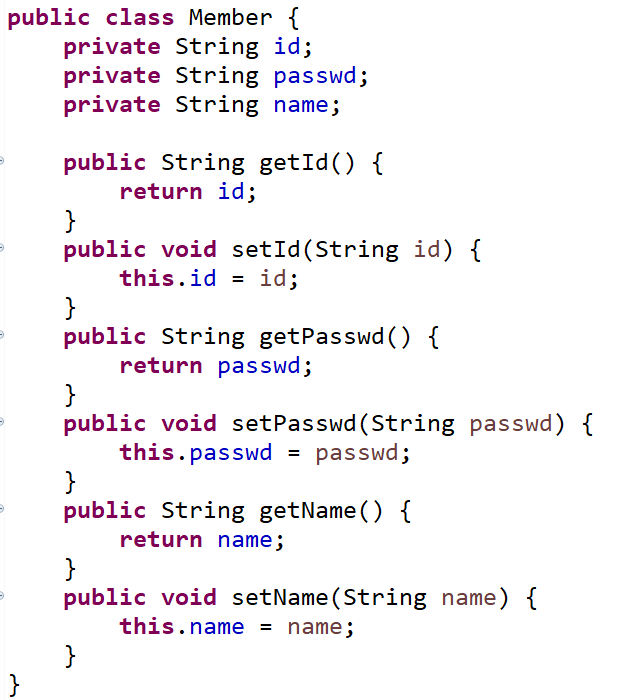 public class Member {
    private String id;
    private String passwd;
    private String name;

    public String getId() {
        return id;
    }
    public void setId(String id) {
        this.id = id;
    }
    public String getPasswd() {
        return passwd;
    }
    public void setPasswd(String passwd) {
        this.passwd = passwd;
    }
    public String getName() {
        return name;
    }
    public void setName(String name) {
        this.name = name;
    }
}